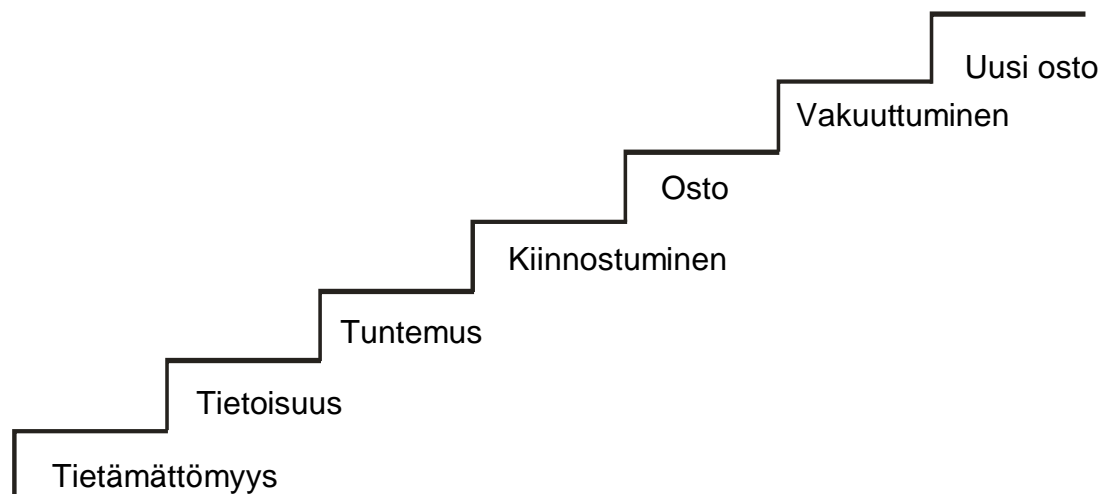 Uusi osto
Vakuuttuminen
Osto
Kiinnostuminen
Tuntemus
Tietoisuus
Tietämättömyys